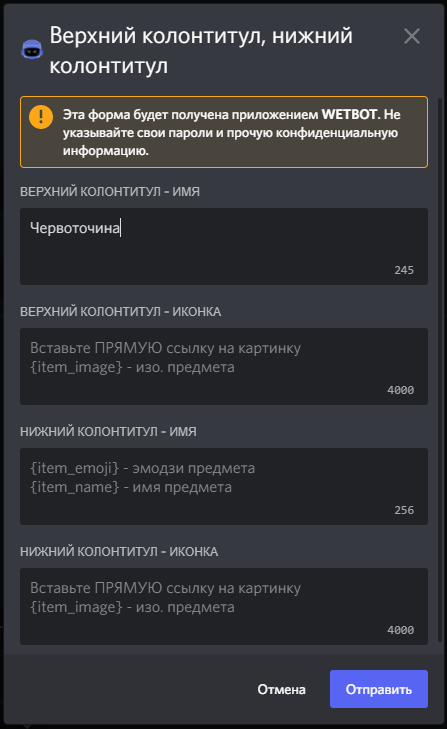 Верхний колонтитул, нижний
колонтитул
Эта форма будет получена приложением WETBOT. Не
указывайте свои пароли и прочую конфиденциальную
информацию.
ВЕРХНИЙ КОЛОНТИТУЛ – ИМЯ
Червоточина
245
ВЕРХНИЙ КОЛОНТИТУЛ – ИКОНКА
Вставьте ПРЯМУЮ ссылку на картинку
{item_image} - изо. предмета
4000
НИЖНИЙ КОЛОНТИТУЛ – ИМЯ
{item_emoji} - эмодзи предмета
{item_name} - имя предмета
256
НИЖНИЙ КОЛОНТИТУЛ – ИКОНКА
Вставьте ПРЯМУЮ ссылку на картинку
{item_image} - изо. предмета
4000
Отмена
Отправить